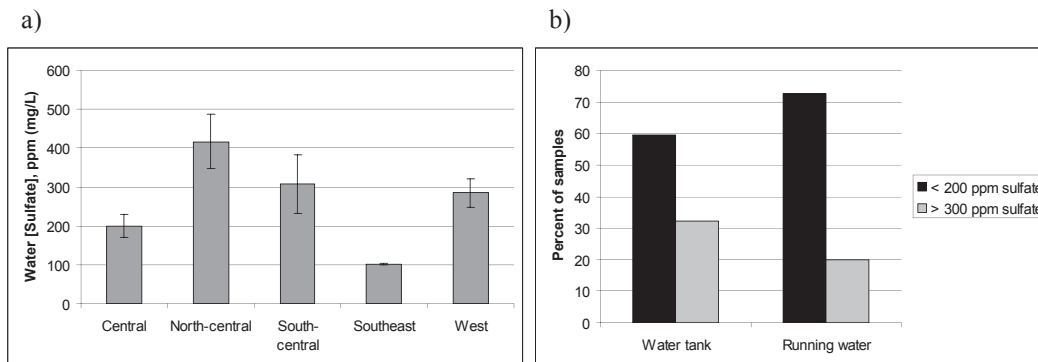 a)
Water [Sulfate], ppm (mg/L)
600
500
400
300
200
100
0
Central
North-central
South-
central
Southeast
West
b)
Percent of samples
80
70
60
50
40
30
20
10
0
Water tank
Running water
< 200 ppm sulfate
> 300 ppm sulfate